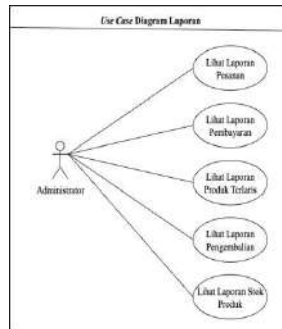 Use Case Diagram Laporan
Lihat Laporan
Pesanan
Lihat Laporan
Pembayaran
Administrator
Lihat Laporan
Produk Terlaris
Lihat Laporan
Pengembalian
Lihat Laporan Stok
Produk